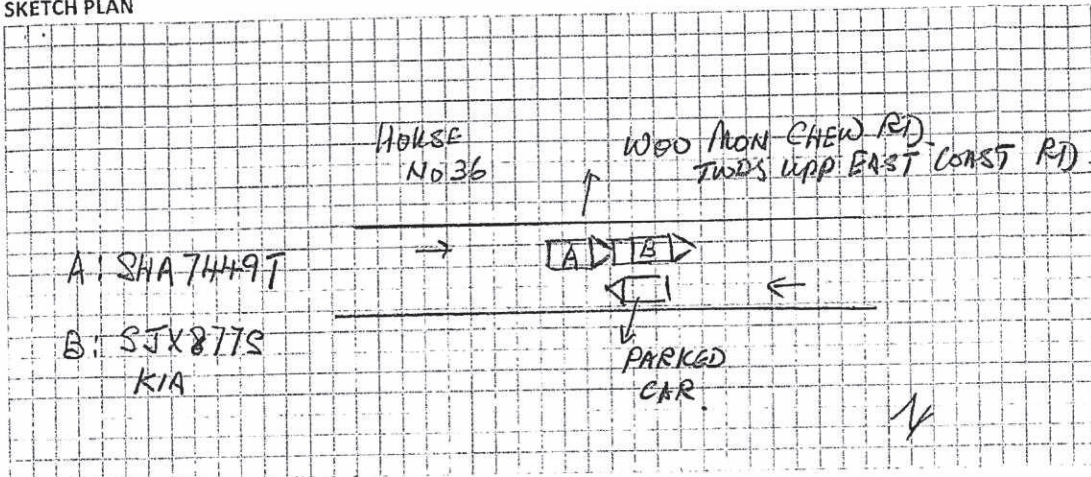 SKETCH PLAN
HOUSE
NO 36
WOO MON CHEW RD
TWDS UPP EAST COAST RD
A: SHA7449T
A
B
B: SJX877S
KIA
PARKED
CAR.